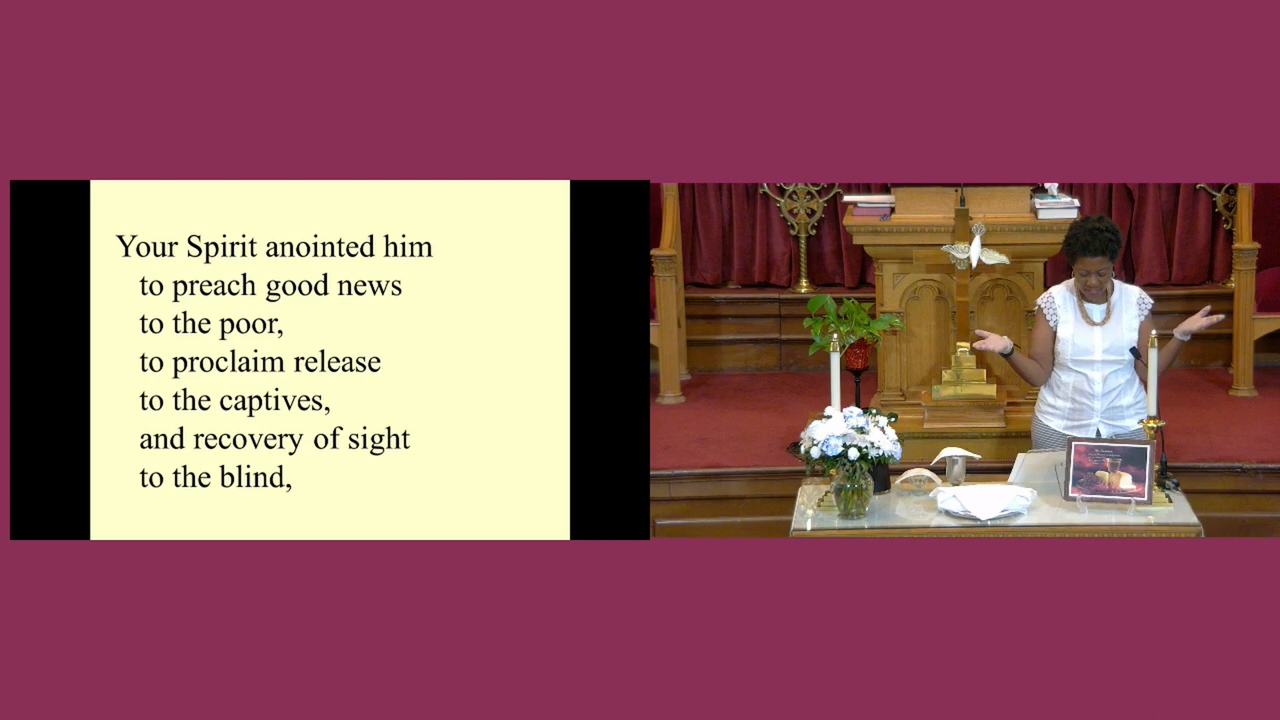 Your Spirit anointed him
to preach good news
to the poor,
to proclaim release
to the captives,
and recovery of sight
to the blind,